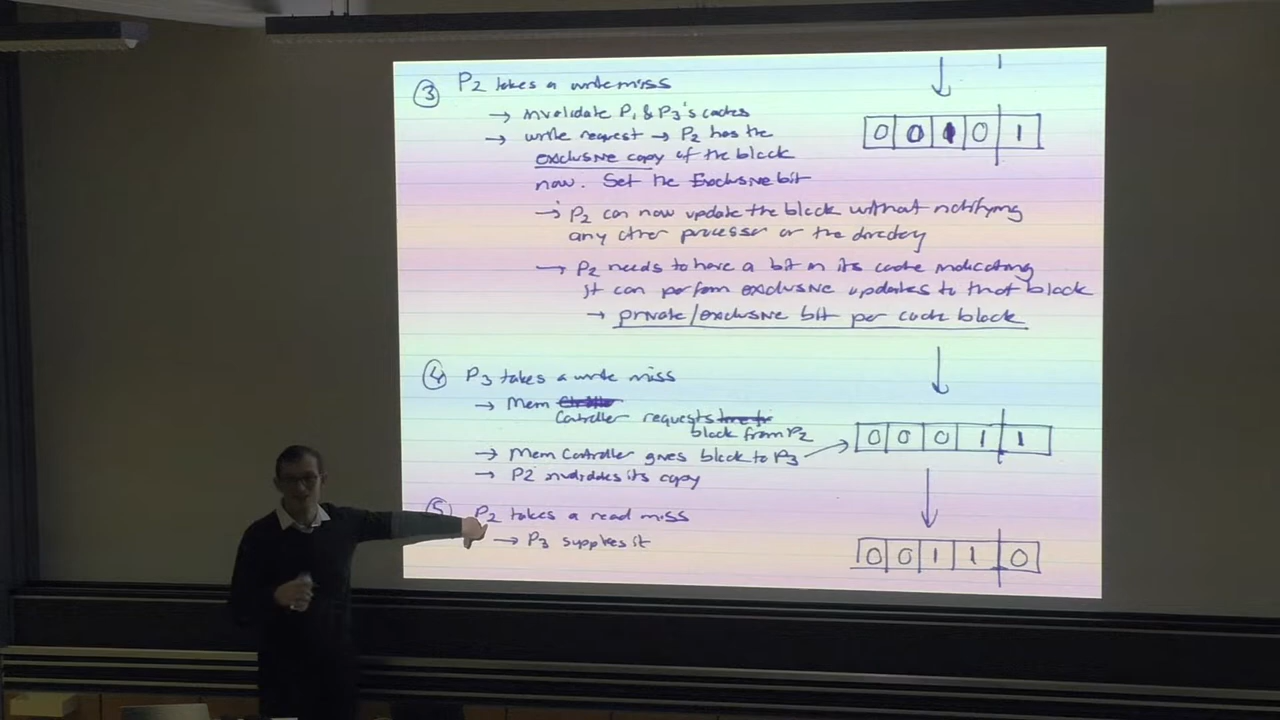 ③ P2 takes a write miss
→ invalidate P1 & P3's caches
→ write request → P2 has the
exclusive copy of the block
now. Set the Exclusive bit
→ P2 can now update the block without notifying
any other processor or the directory
→ P2 needs to have a bit in its cache indicating
it can perform exclusive updates to that block
→ private/exclusive bit per cache block
0 0 1 0 1
④ P3 takes a write miss
→ Mem
Controller requests
block from P2
→ Mem Controller gives block to P3
→ P2 invalidates its copy
0 0 0 1 1
⑤ P2 takes a read miss
→ P3 supplies it
0 0 1 1 0